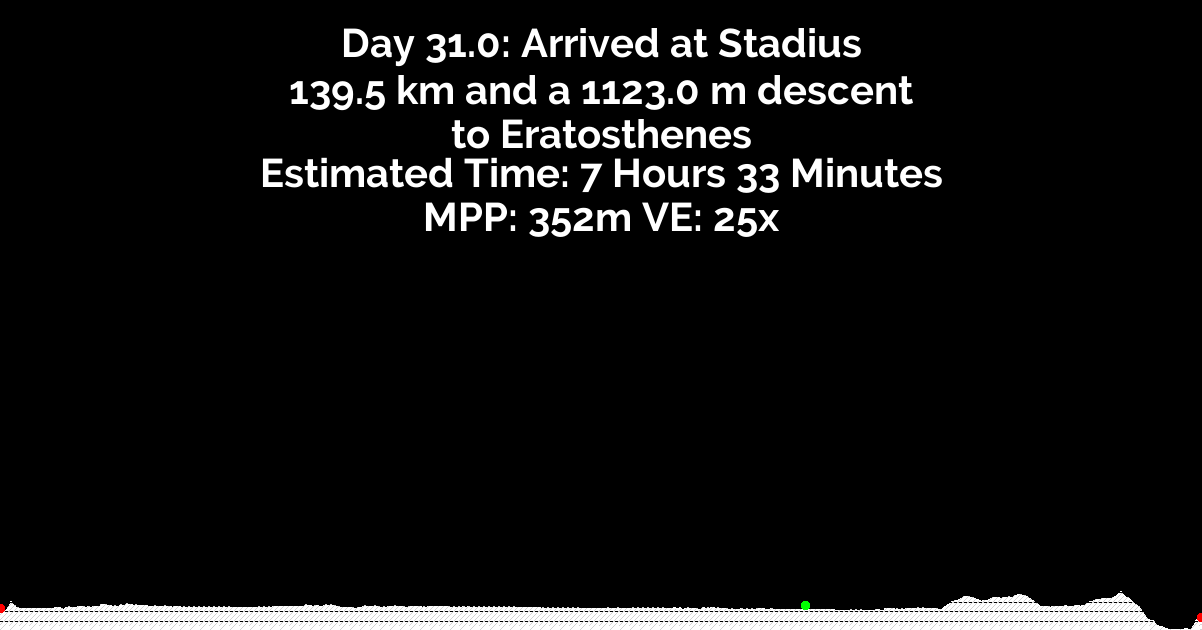 Day 31.0: Arrived at Stadius
139.5 km and a 1123.0 m descent
to Eratosthenes
Estimated Time: 7 Hours 33 Minutes
MPP: 352m VE: 25x